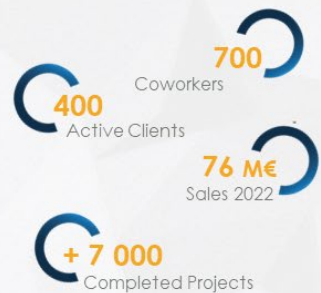 700
Coworkers
400
Active Clients
76 M€
Sales 2022
+ 7 000
Completed Projects